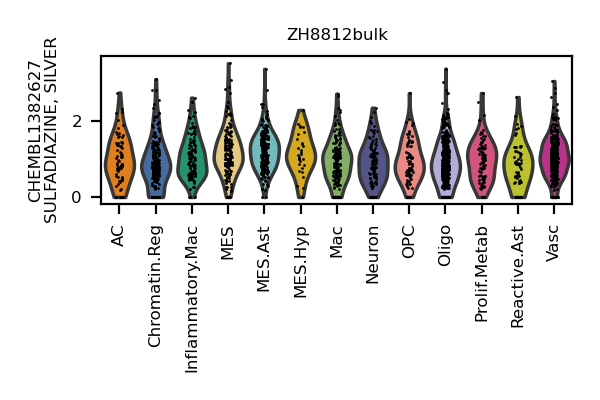 ZH8812bulk
CHEMBL1382627
SULFADIAZINE, SILVER
2
0
AC
Chromatin.Reg
Inflammatory.Mac
MES
MES.Ast
MES.Hyp
Mac
Neuron
OPC
Oligo
Prolif.Metab
Reactive.Ast
Vasc